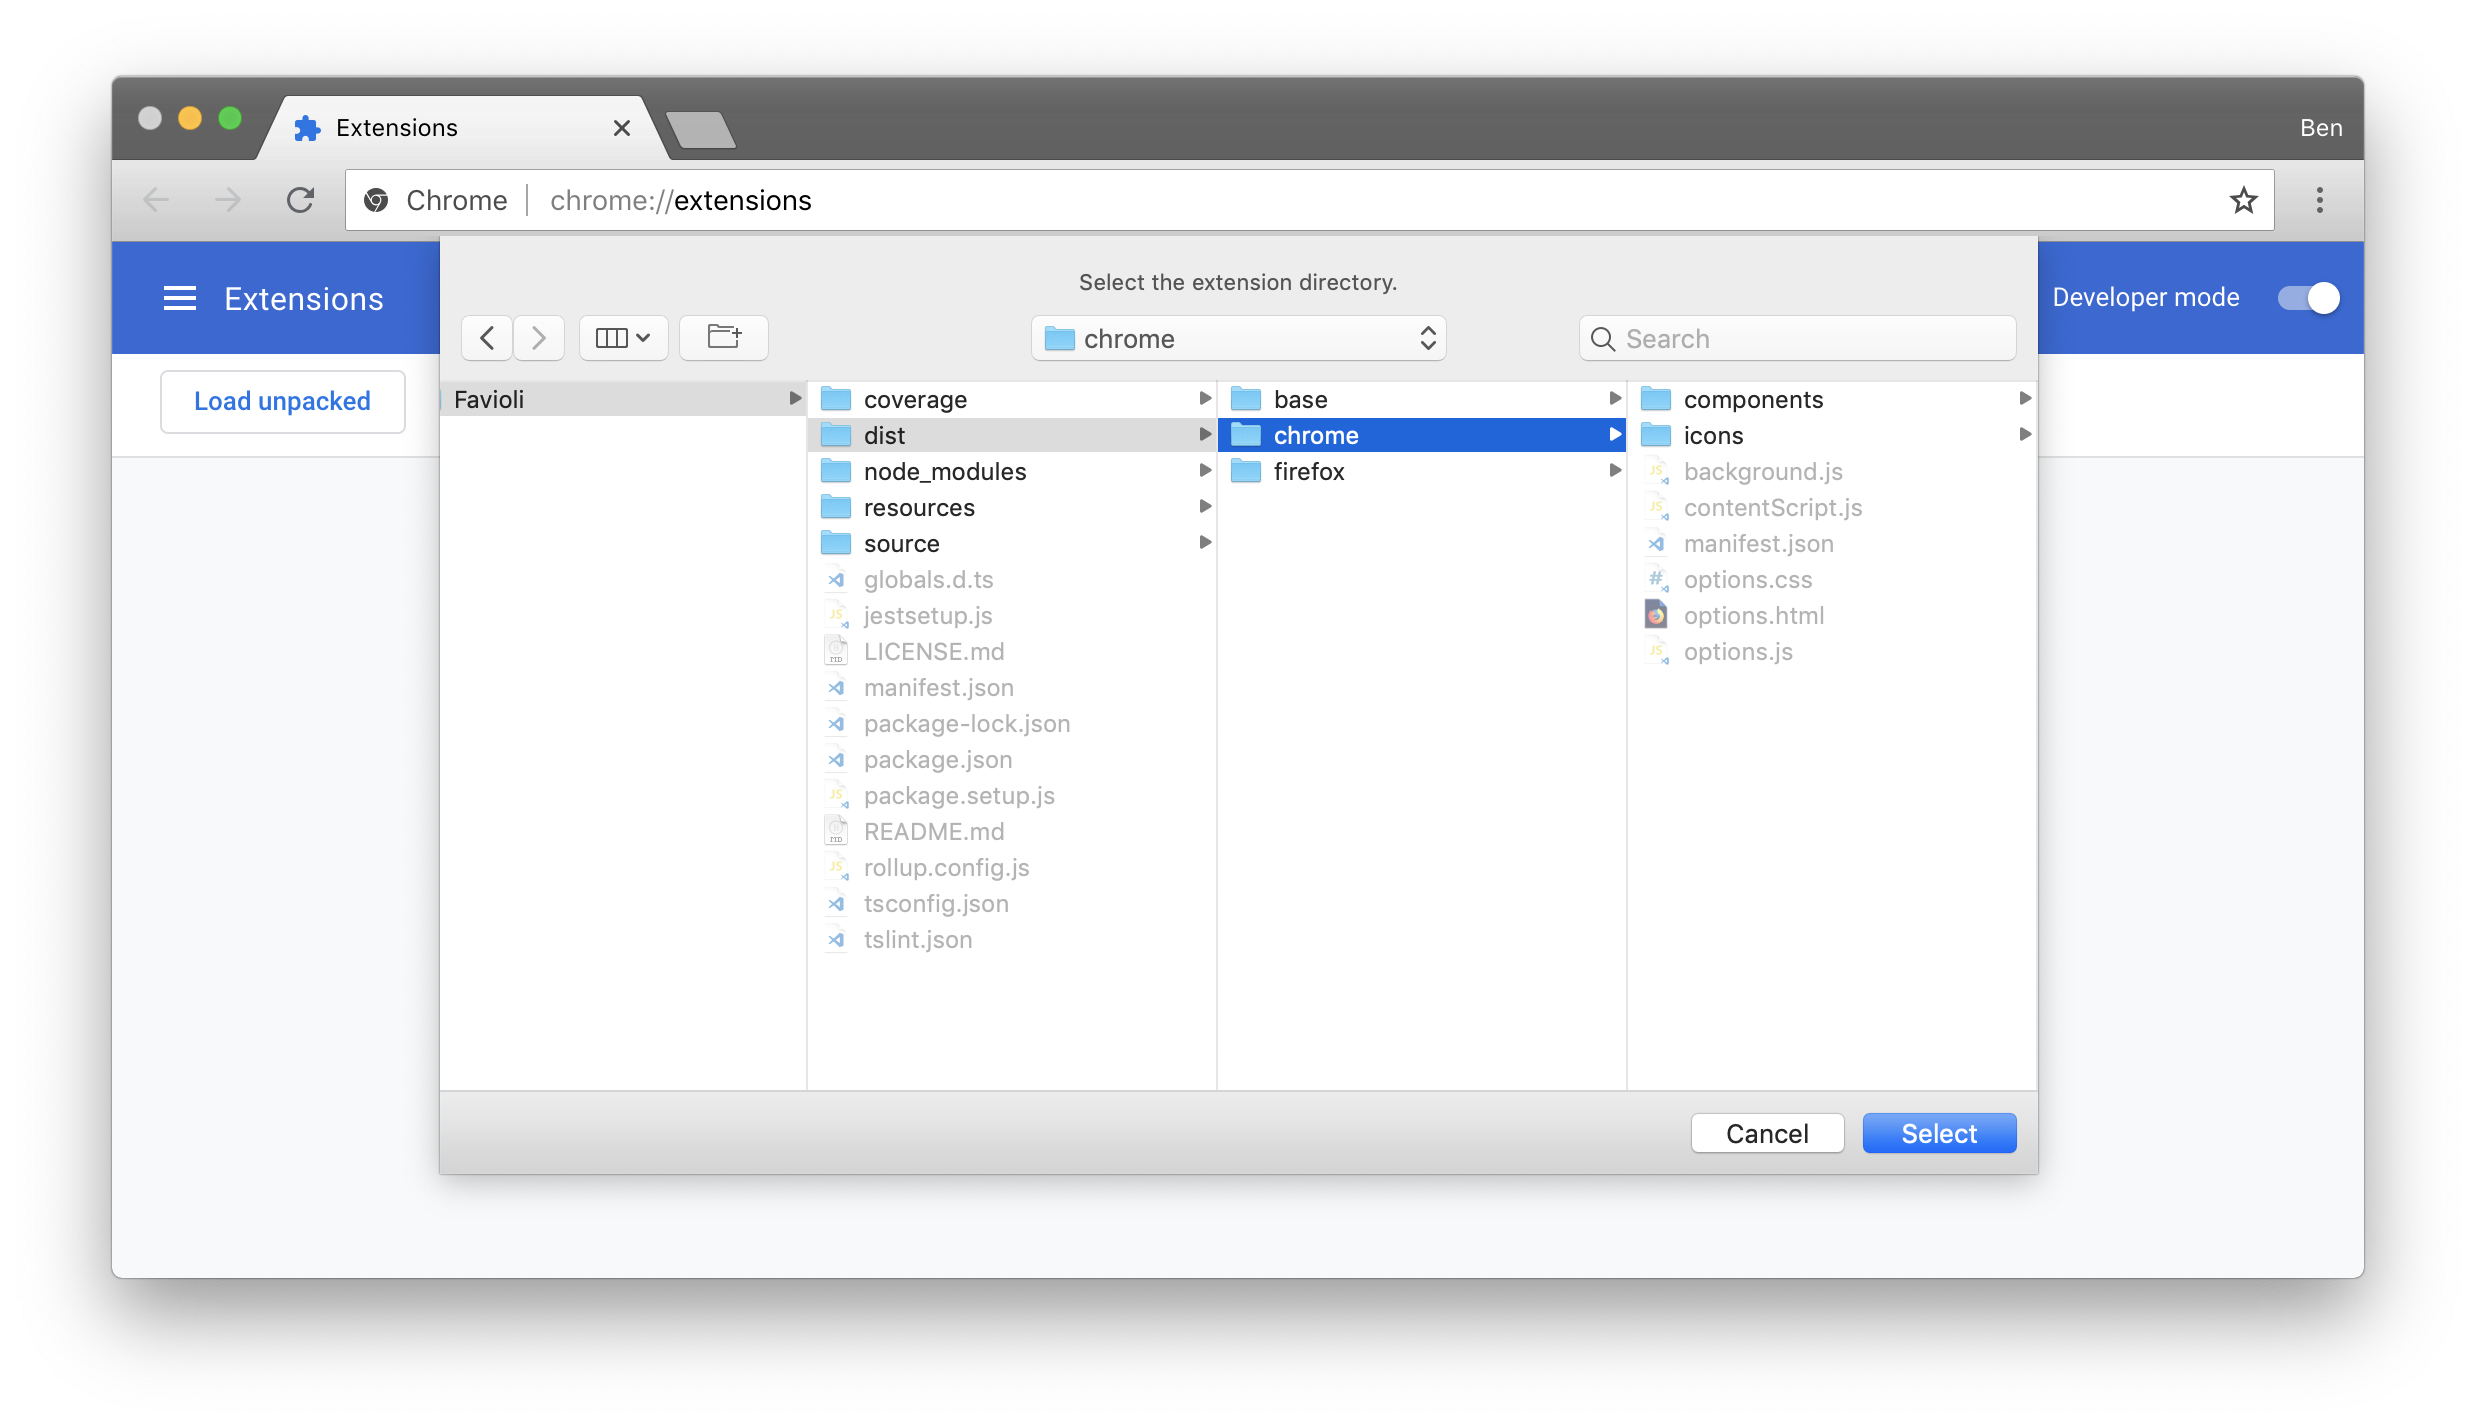 Extensions
Ben
Chrome | chrome://extensions
Extensions
Developer mode
Load unpacked
Select the extension directory.
chrome
Search
Favioli
coverage
dist
node_modules
resources
source
globals.d.ts
jestsetup.js
LICENSE.md
manifest.json
package-lock.json
package.json
package.setup.js
README.md
rollup.config.js
tsconfig.json
tslint.json
base
chrome
firefox
components
icons
background.js
contentScript.js
manifest.json
options.css
options.html
options.js
Cancel
Select